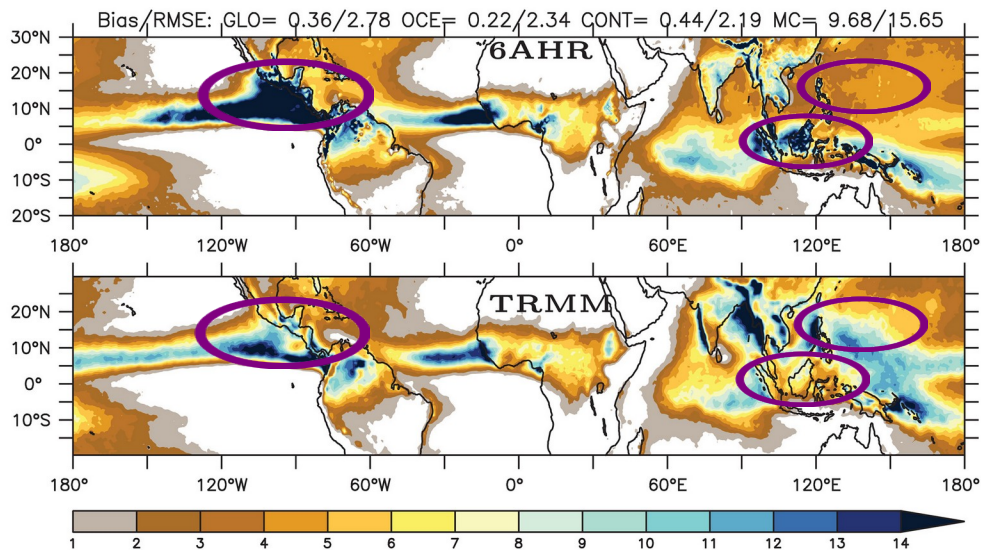 Bias/RMSE: GLO= 0.36/2.78 OCE= 0.22/2.34 CONT= 0.44/2.19 MC= 9.68/15.65
30°N
6AHR
20°N
10°N
0°
10°S
20°S
180° 120°W 60°W 0° 60°E 120°E 180°
TRMM
20°N
10°N
0°
10°S
180° 120°W 60°W 0° 60°E 120°E 180°
1 2 3 4 5 6 7 8 9 10 11 12 13 14